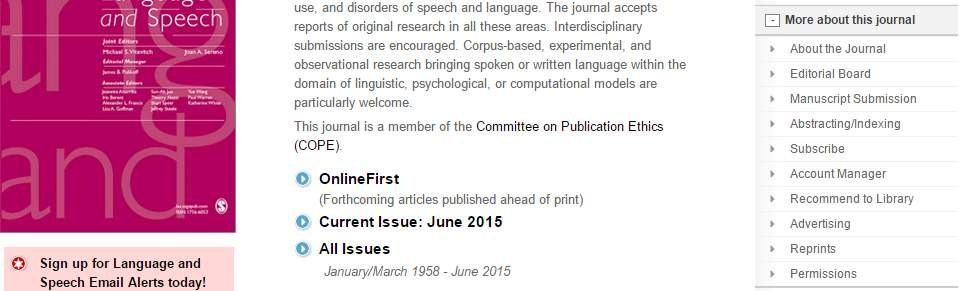 Language
and Speech
Joint Editors
Michael S. Vitevitch Joan A. Sereno
Editorial Manager
James B. Polikoff
Associate Editors
Sign up for Language and
Speech Email Alerts today!
use, and disorders of speech and language. The journal accepts
reports of original research in all these areas. Interdisciplinary
submissions are encouraged. Corpus-based, experimental, and
observational research bringing spoken or written language within the
domain of linguistic, psychological, or computational models are
particularly welcome.
This journal is a member of the Committee on Publication Ethics
(COPE).
OnlineFirst
(Forthcoming articles published ahead of print)
Current Issue: June 2015
All Issues
January/March 1958 - June 2015
More about this journal
About the Journal
Editorial Board
Manuscript Submission
Abstracting/Indexing
Subscribe
Account Manager
Recommend to Library
Advertising
Reprints
Permissions